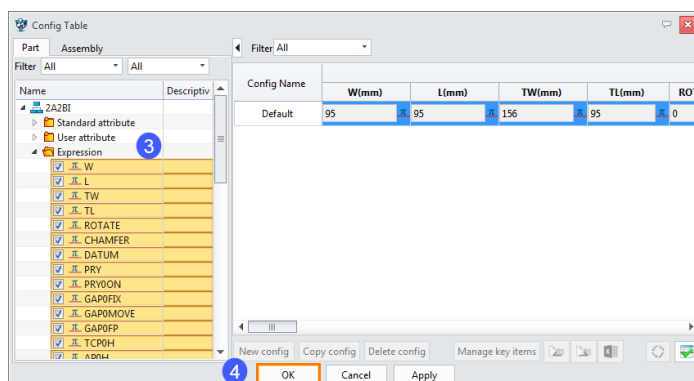 Config Table
Part Assembly
Filter All All
Name Descriptiv
2A2BI
Standard attribute
User attribute
Expression
3
W
L
TW
TL
ROTATE
CHAMFER
DATUM
PRY
PRY0ON
GAP0FIX
GAP0MOVE
GAP0FP
TCP0H
AP0H
Filter All
Config Name W(mm) L(mm) TW(mm) TL(mm) ROT
Default 95 95 156 95 0
New config Copy config Delete config Manage key items
4
OK Cancel Apply